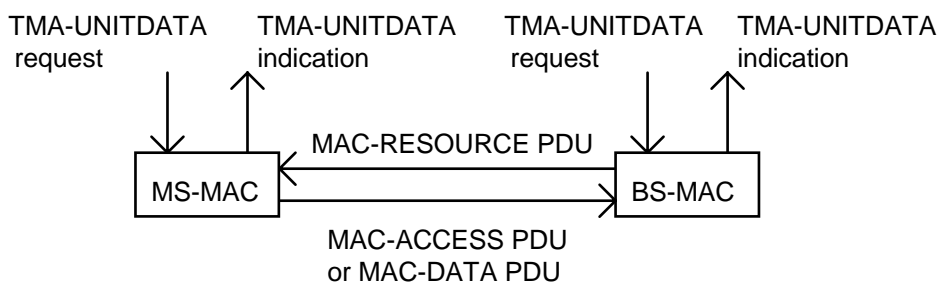 TMA-UNITDATA
request
TMA-UNITDATA
indication
TMA-UNITDATA
request
TMA-UNITDATA
indication
MAC-RESOURCE PDU
MS-MAC
BS-MAC
MAC-ACCESS PDU
or MAC-DATA PDU